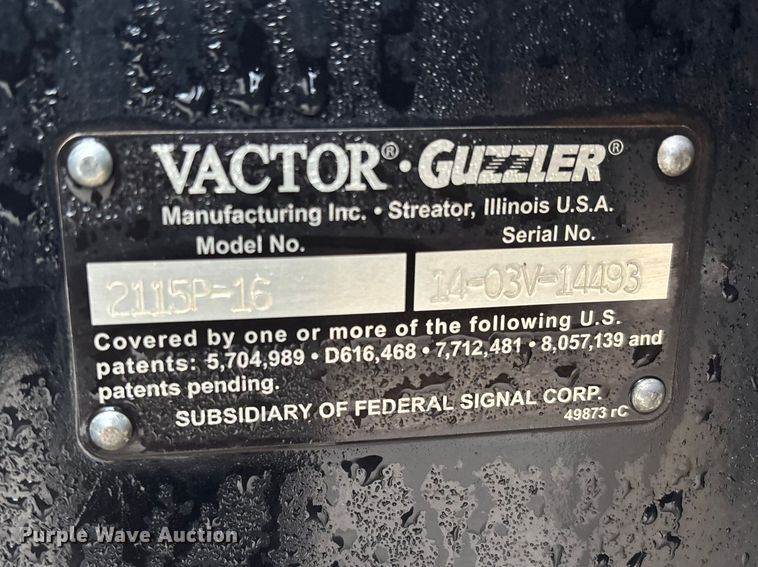 VACTOR® • GUZZLER®
Manufacturing Inc. • Streator, Illinois U.S.A.
Model No. Serial No.
2115P-16 14-03V-14493
Covered by one or more of the following U.S.
patents: 5,704,989 • D616,468 • 7,712,481 • 8,057,139 and
patents pending.
SUBSIDIARY OF FEDERAL SIGNAL CORP.
49873 rC
Purple Wave Auction